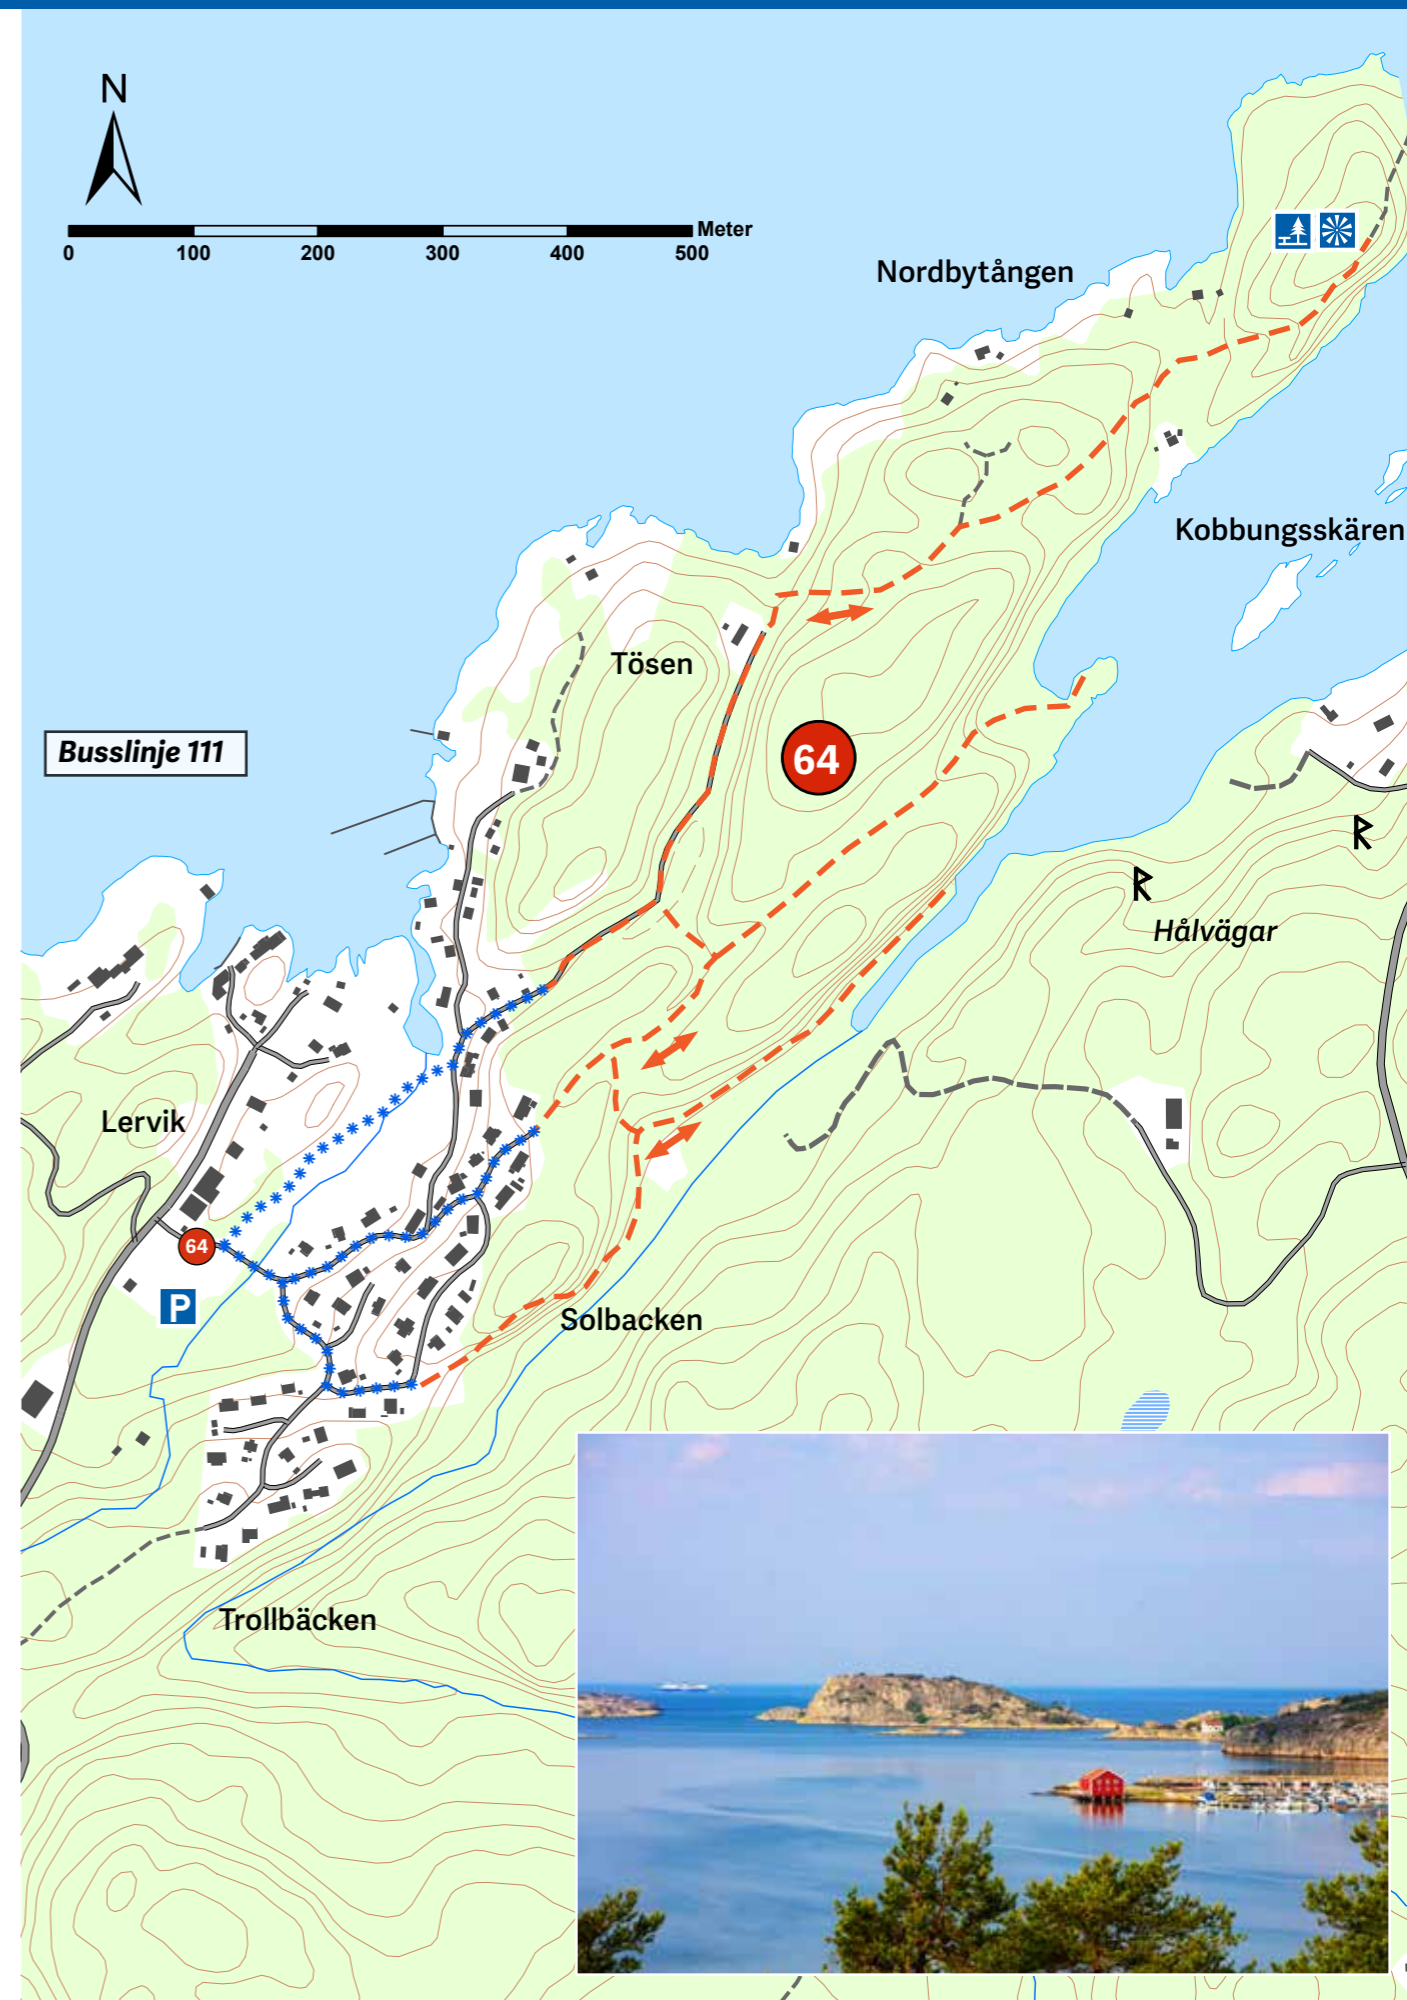 N
Meter
0 100 200 300 400 500
Nordbytången
Kobbungsskären
Tösen
64
Busslinje 111
Hålvägar
Lervik
64
P
Solbacken
Trollbäcken